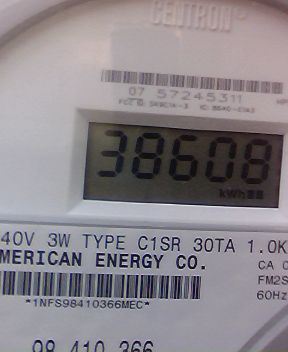 CENTRON
07 57245311
38608
kWh
40V 3W TYPE C1SR 30TA 1.0K
MERICAN ENERGY CO.
CA
FM2S
*1NFS98410366MEC*
60Hz
98 410 366